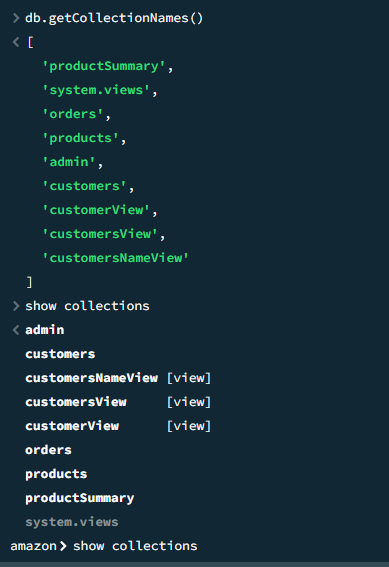 > db.getCollectionNames()
< [
'productSummary',
'system.views',
'orders',
'products',
'admin',
'customers',
'customerView',
'customersView',
'customersNameView'
]
> show collections
< admin
customers
customersNameView [view]
customersView [view]
customerView [view]
orders
products
productSummary
system.views
amazon> show collections